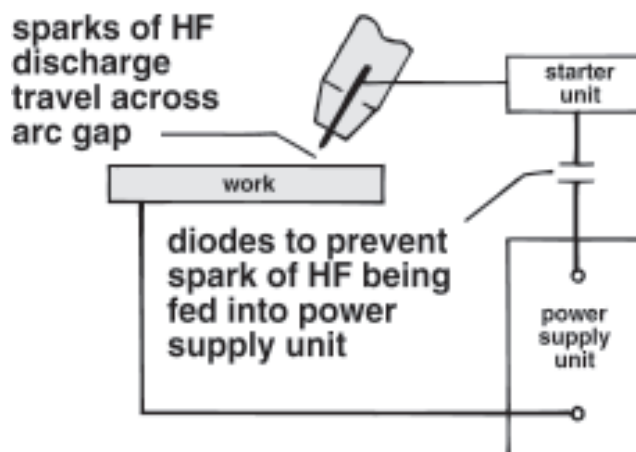 sparks of HF
discharge
travel across
arc gap
starter
unit
work
diodes to prevent
spark of HF being
fed into power
supply unit
power
supply
unit